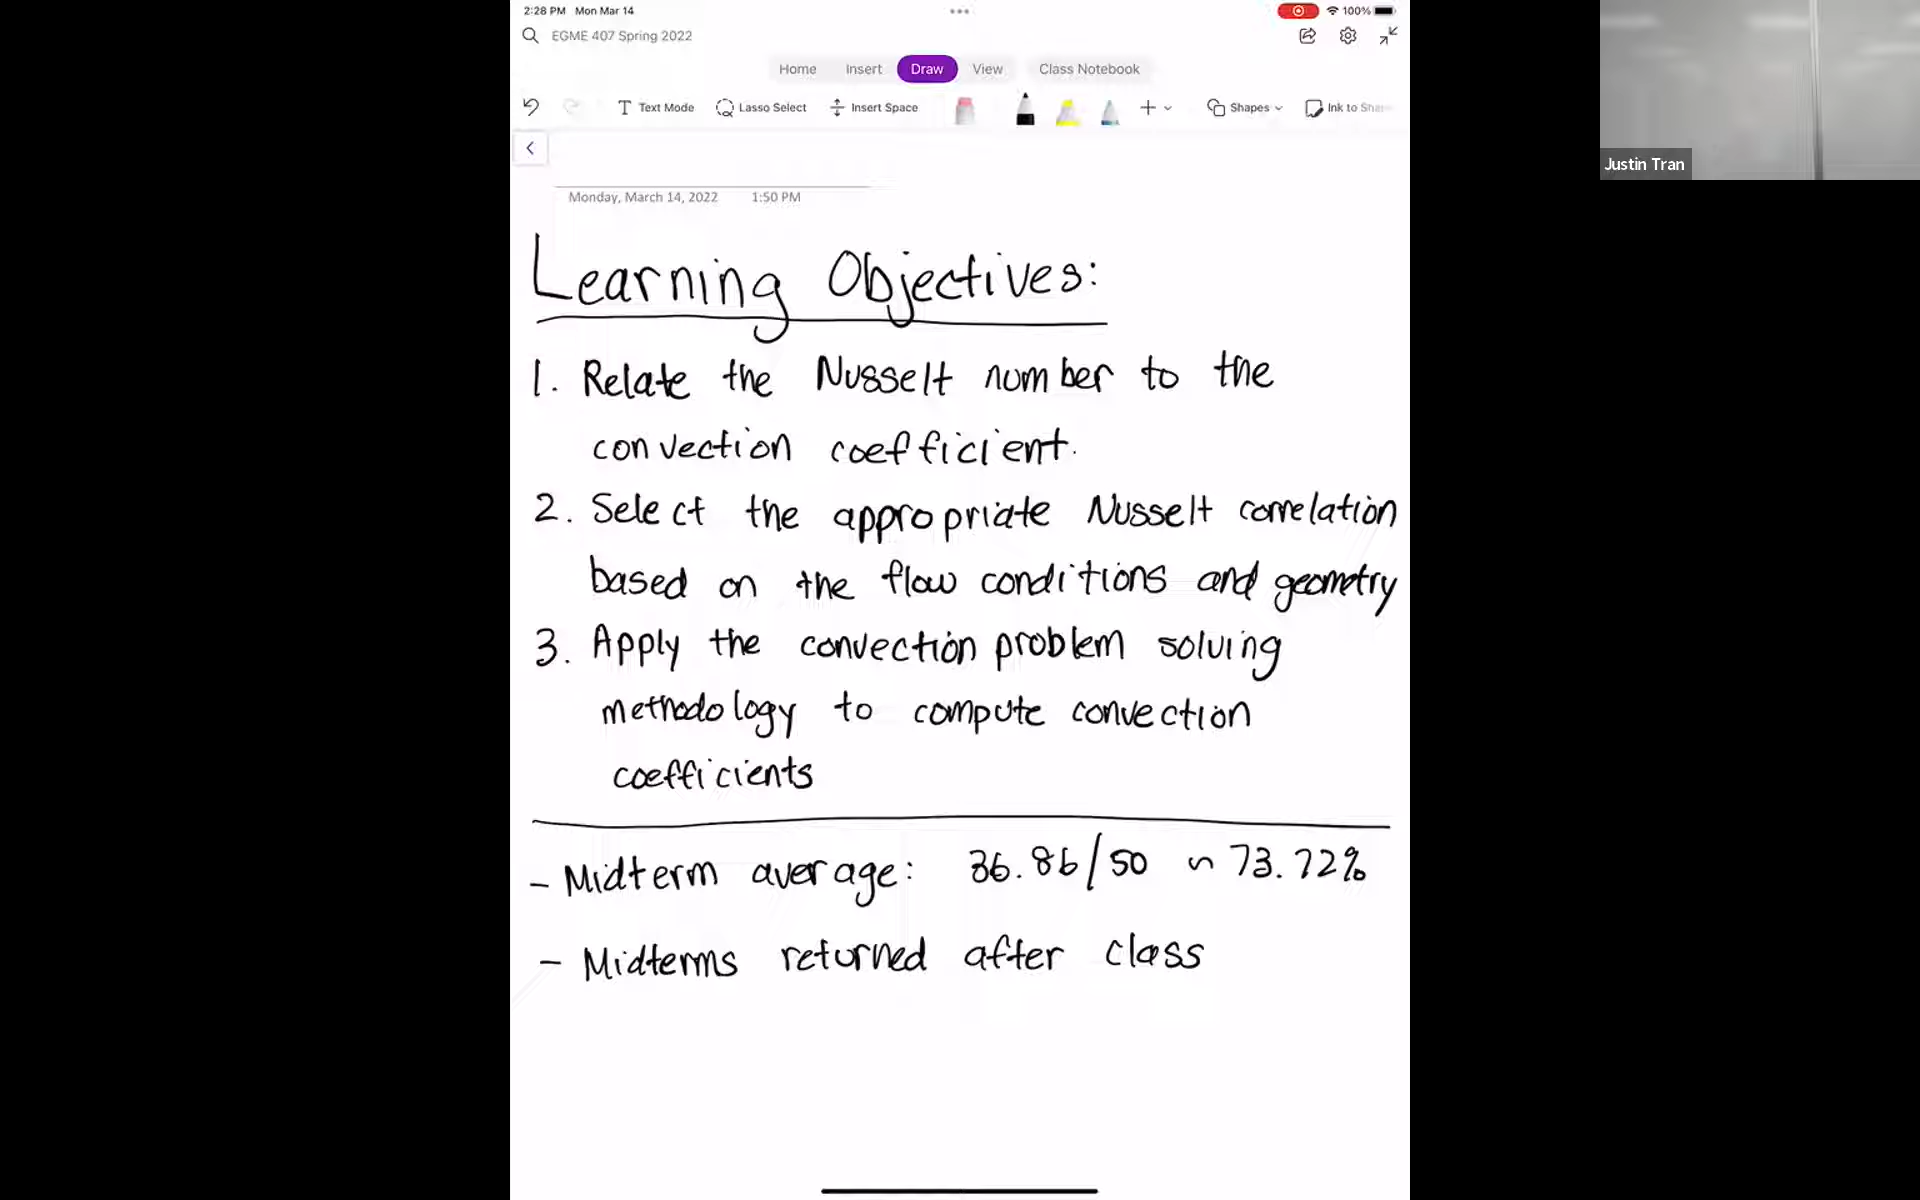 2:28 PM Mon Mar 14
100%
EGME 407 Spring 2022
Home Insert Draw View Class Notebook
Text Mode Lasso Select Insert Space Shapes Ink to Sha
Monday, March 14, 2022 1:50 PM
Learning Objectives:
1. Relate the Nusselt number to the
convection coefficient.
2. Select the appropriate Nusselt correlation
based on the flow conditions and geometry
3. Apply the convection problem solving
methodology to compute convection
coefficients
- Midterm average: 36.86/50 ~ 73.72%
- Midterms returned after class
Justin Tran